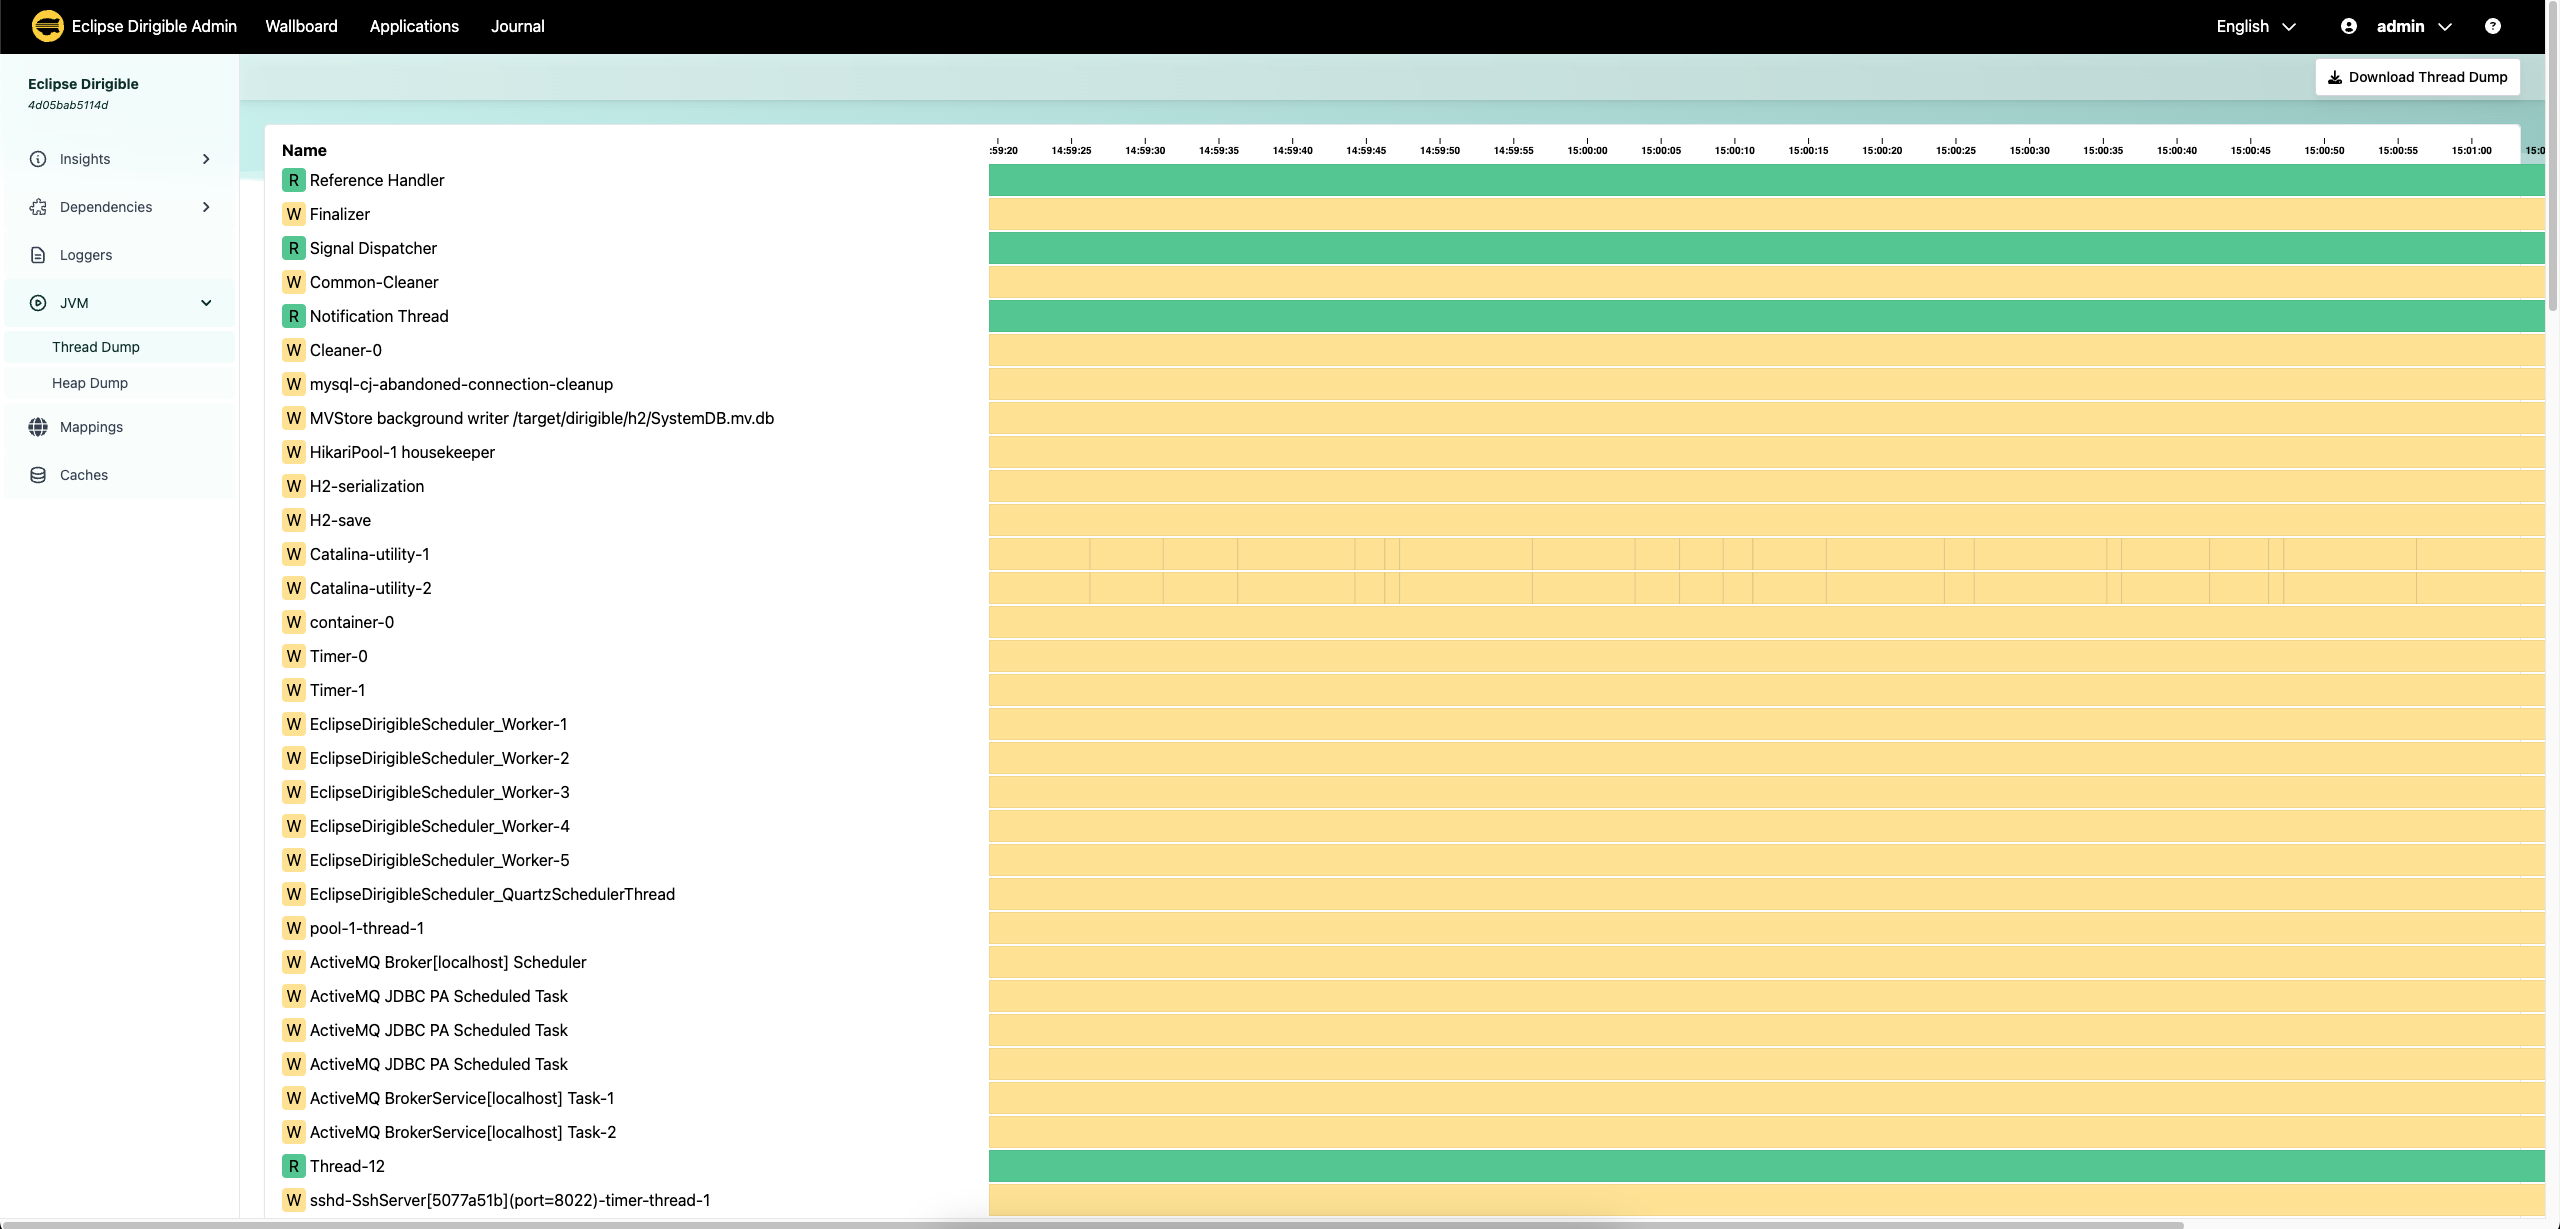 Eclipse Dirigible Admin Wallboard Applications Journal English admin ?
Eclipse Dirigible
4d05bab5114d
Download Thread Dump
Insights
Dependencies
Loggers
JVM
Thread Dump
Heap Dump
Mappings
Caches
Name :59:20 14:59:25 14:59:30 14:59:35 14:59:40 14:59:45 14:59:50 14:59:55 15:00:00 15:00:05 15:00:10 15:00:15 15:00:20 15:00:25 15:00:30 15:00:35 15:00:40 15:00:45 15:00:50 15:00:55 15:01:00 15:0
R Reference Handler
W Finalizer
R Signal Dispatcher
W Common-Cleaner
R Notification Thread
W Cleaner-0
W mysql-cj-abandoned-connection-cleanup
W MVStore background writer /target/dirigible/h2/SystemDB.mv.db
W HikariPool-1 housekeeper
W H2-serialization
W H2-save
W Catalina-utility-1
W Catalina-utility-2
W container-0
W Timer-0
W Timer-1
W EclipseDirigibleScheduler_Worker-1
W EclipseDirigibleScheduler_Worker-2
W EclipseDirigibleScheduler_Worker-3
W EclipseDirigibleScheduler_Worker-4
W EclipseDirigibleScheduler_Worker-5
W EclipseDirigibleScheduler_QuartzSchedulerThread
W pool-1-thread-1
W ActiveMQ Broker[localhost] Scheduler
W ActiveMQ JDBC PA Scheduled Task
W ActiveMQ JDBC PA Scheduled Task
W ActiveMQ JDBC PA Scheduled Task
W ActiveMQ BrokerService[localhost] Task-1
W ActiveMQ BrokerService[localhost] Task-2
R Thread-12
W sshd-SshServer[5077a51b](port=8022)-timer-thread-1